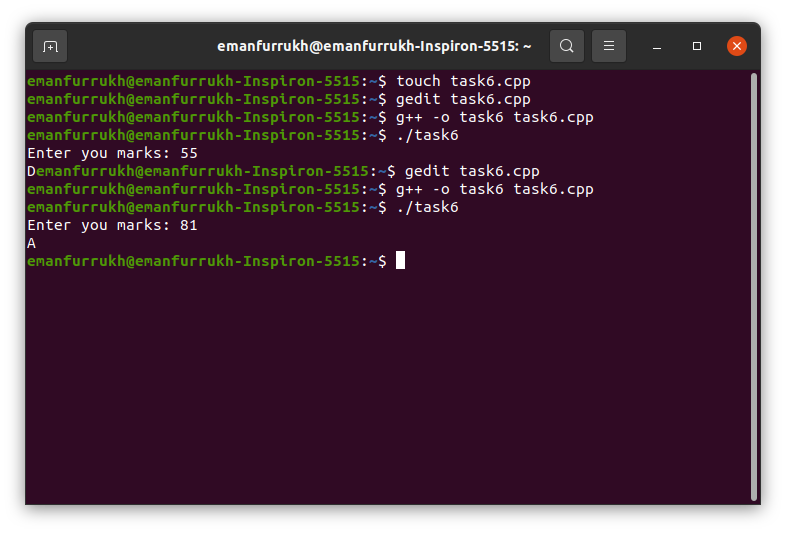 emanfurrukh@emanfurrukh-Inspiron-5515: ~
emanfurrukh@emanfurrukh-Inspiron-5515:~$ touch task6.cpp
emanfurrukh@emanfurrukh-Inspiron-5515:~$ gedit task6.cpp
emanfurrukh@emanfurrukh-Inspiron-5515:~$ g++ -o task6 task6.cpp
emanfurrukh@emanfurrukh-Inspiron-5515:~$ ./task6
Enter you marks: 55
Demanfurrukh@emanfurrukh-Inspiron-5515:~$ gedit task6.cpp
emanfurrukh@emanfurrukh-Inspiron-5515:~$ g++ -o task6 task6.cpp
emanfurrukh@emanfurrukh-Inspiron-5515:~$ ./task6
Enter you marks: 81
A
emanfurrukh@emanfurrukh-Inspiron-5515:~$